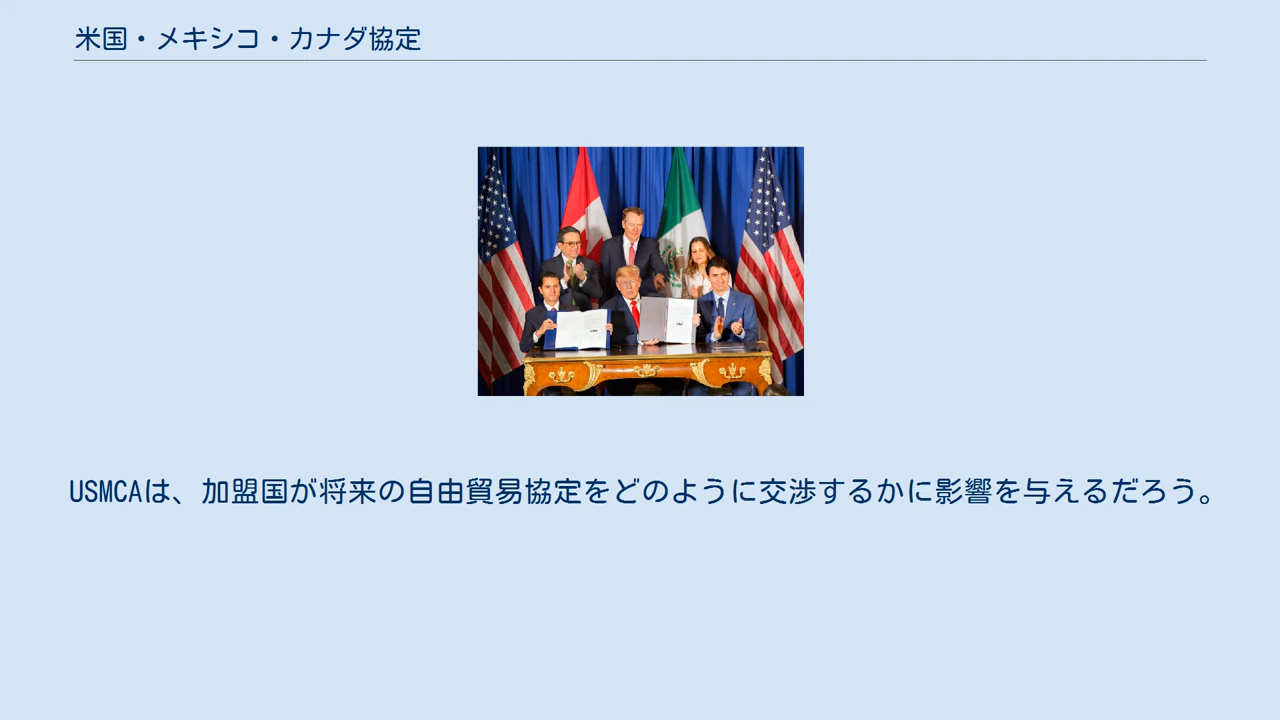 米国・メキシコ・カナダ協定
USMCAは、加盟国が将来の自由貿易協定をどのように交渉するかに影響を与えるだろう。